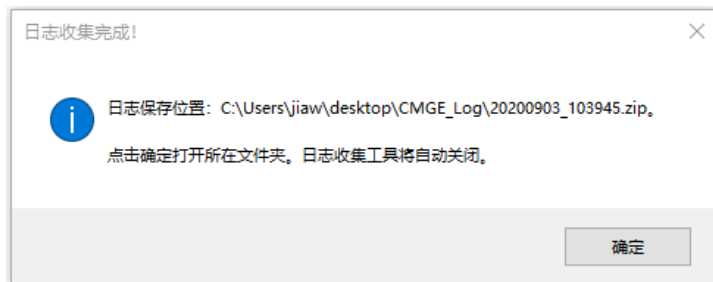 日志收集完成!
日志保存位置：C:\Users\jiaw\desktop\CMGE_Log\20200903_103945.zip。
点击确定打开所在文件夹。日志收集工具将自动关闭。
确定